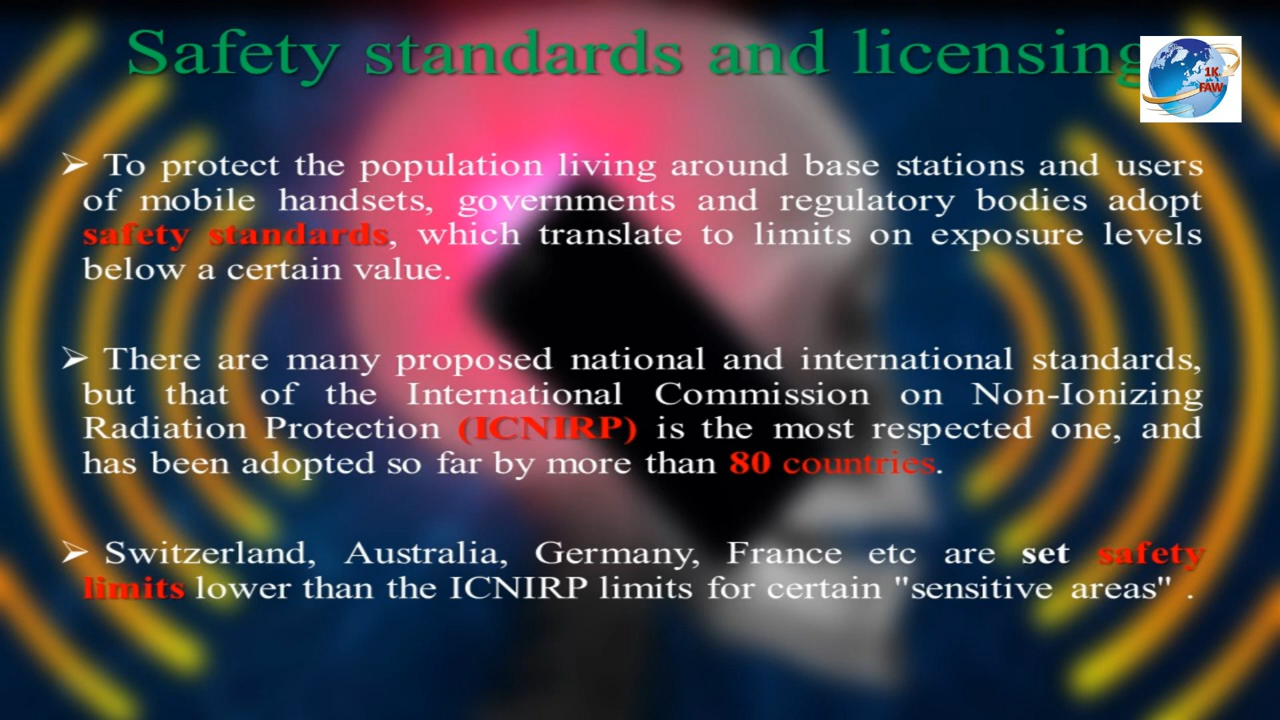 Safety standards and licensing
1K
FAW
➢ To protect the population living around base stations and users
of mobile handsets, governments and regulatory bodies adopt
safety standards, which translate to limits on exposure levels
below a certain value.
➢ There are many proposed national and international standards,
but that of the International Commission on Non-Ionizing
Radiation Protection (ICNIRP) is the most respected one, and
has been adopted so far by more than 80 countries.
➢ Switzerland, Australia, Germany, France etc are set safety
limits lower than the ICNIRP limits for certain "sensitive areas" .